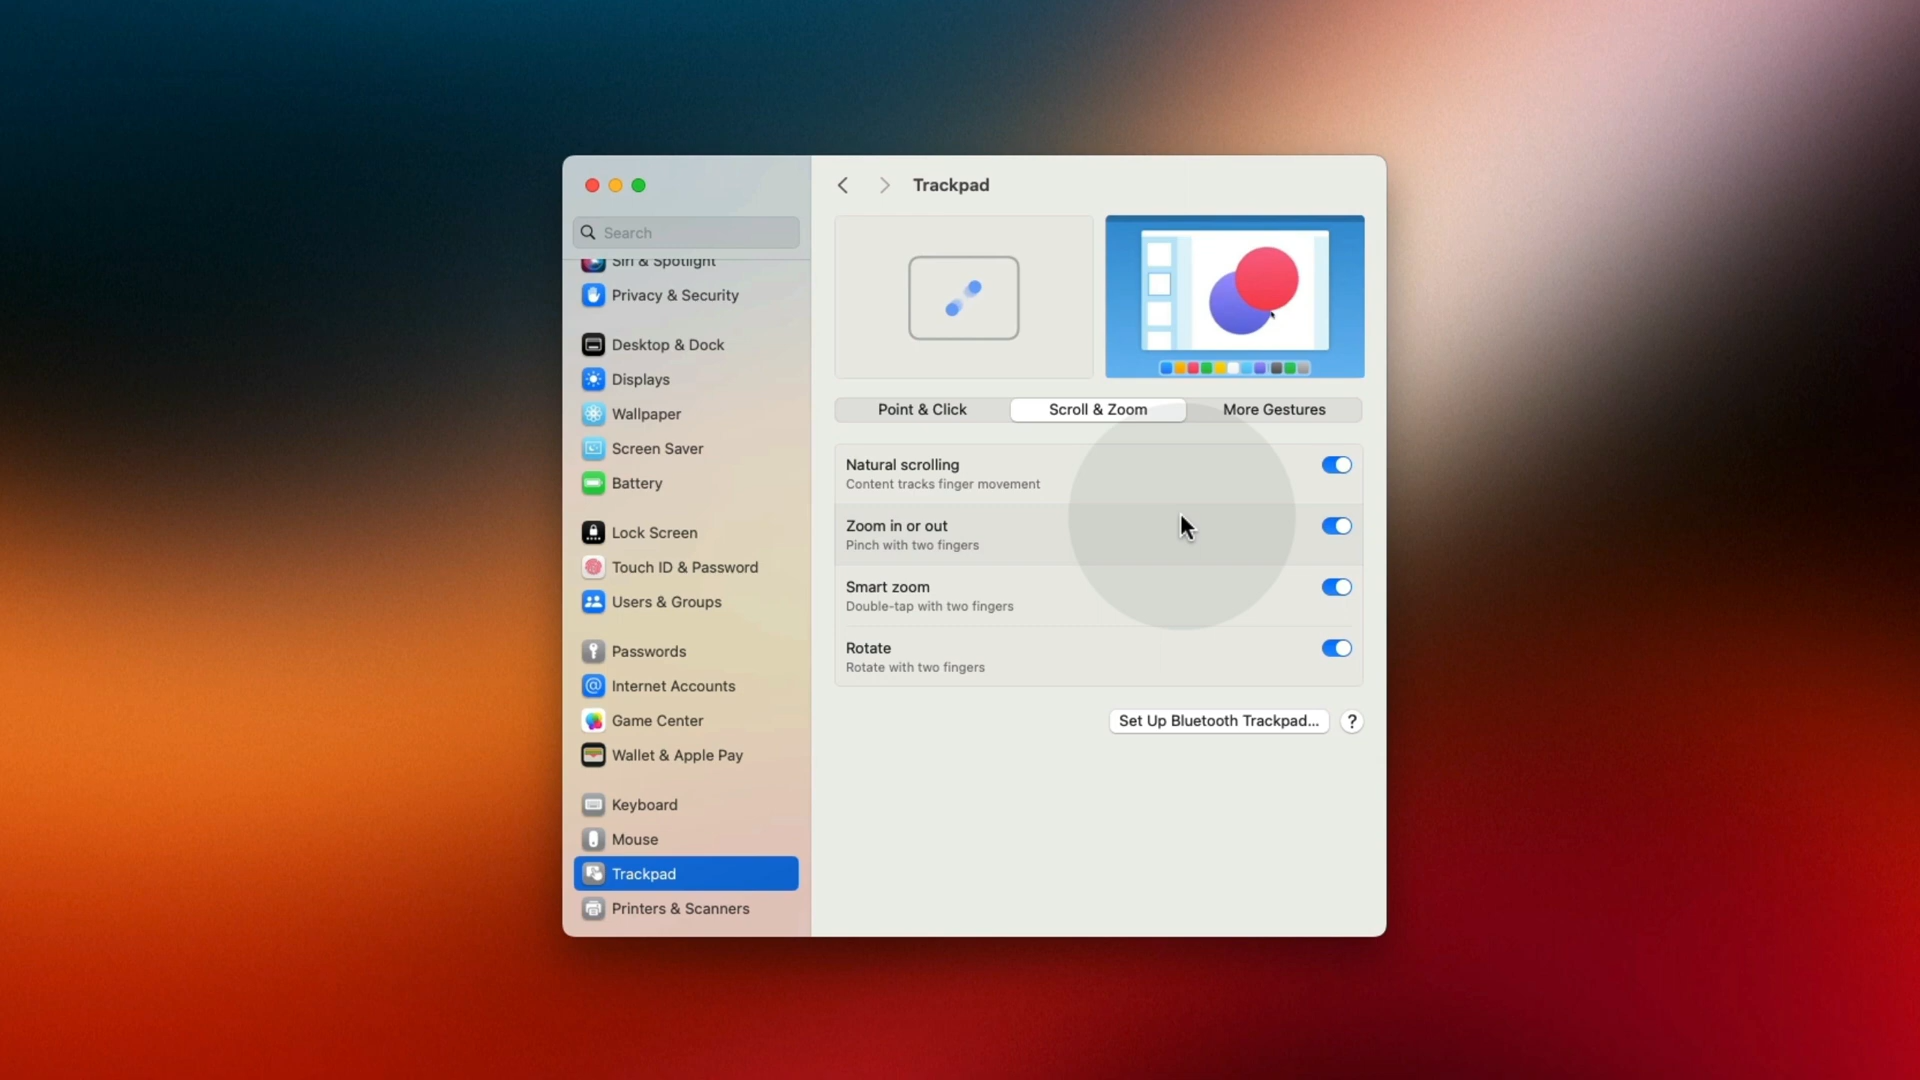 Search
Siri & Spotlight
Privacy & Security
Desktop & Dock
Displays
Wallpaper
Screen Saver
Battery
Lock Screen
Touch ID & Password
Users & Groups
Passwords
Internet Accounts
Game Center
Wallet & Apple Pay
Keyboard
Mouse
Trackpad
Printers & Scanners
Trackpad
Point & Click
Scroll & Zoom
More Gestures
Natural scrolling
Content tracks finger movement
Zoom in or out
Pinch with two fingers
Smart zoom
Double-tap with two fingers
Rotate
Rotate with two fingers
Set Up Bluetooth Trackpad...
?